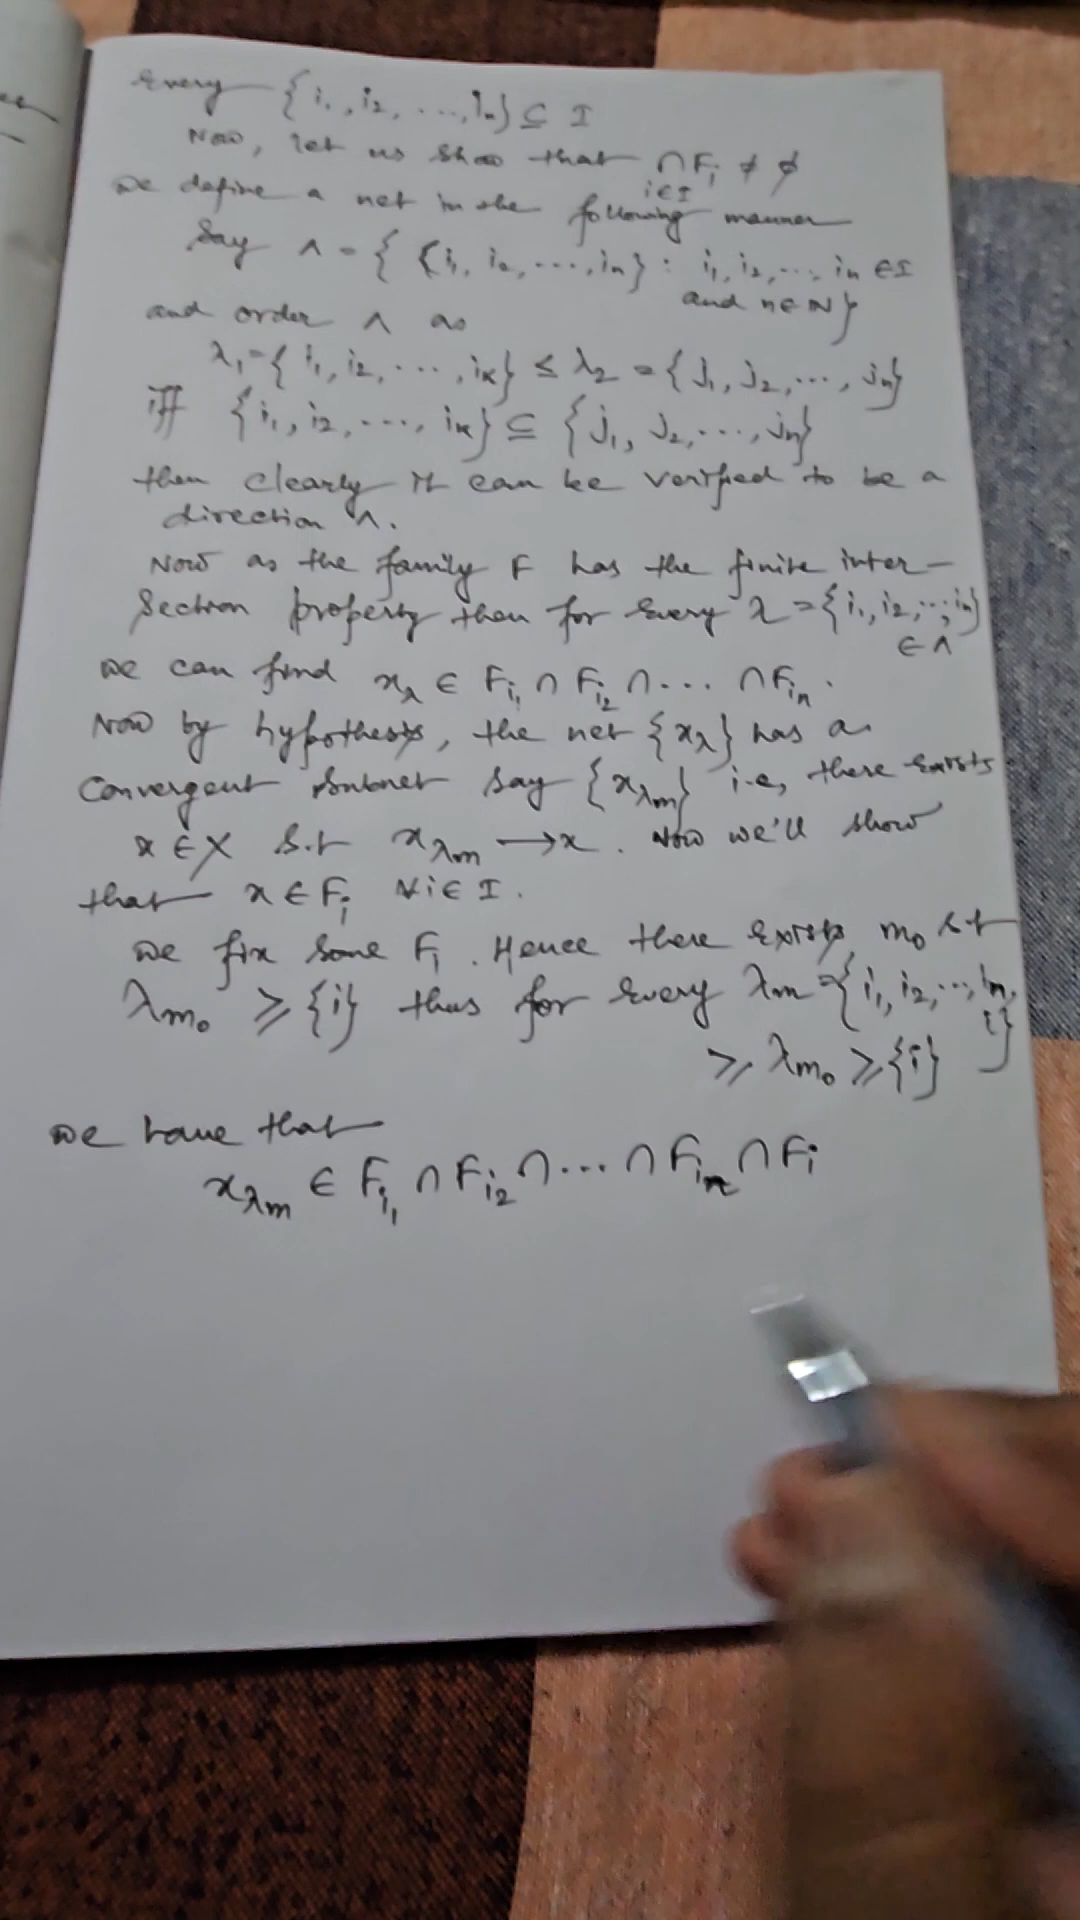 every {i₁, i₂, ..., iₙ} ⊆ I
Now, let us show that ∩Fᵢ ≠ φ
i∈I
we define a net in the following manner
Say Λ = { {i₁, i₂, ..., iₙ} : i₁, i₂, ..., iₙ ∈ I
and n ∈ N}
and order Λ as
λ₁ = { i₁, i₂, ..., iₖ} ≤ λ₂ = { j₁, j₂, ..., jₙ}
iff {i₁, i₂, ..., iₖ} ⊆ {j₁, j₂, ..., jₙ}
then clearly it can be verified to be a
direction Λ.
Now as the family F has the finite inter-
section property then for every λ = {i₁, i₂, ..., iₙ}
∈ Λ
we can find x_λ ∈ F_i₁ ∩ F_i₂ ∩ ... ∩ F_iₙ.
Now by hypothesis, the net {x_λ} has a
convergent subnet say {x_λₘ} i.e, there exists
x ∈ X s.t x_λₘ → x. Now we'll show
that x ∈ Fᵢ ∀ i ∈ I.
We fix some Fᵢ. Hence there exists m₀ s.t
λₘ₀ ≥ {i} thus for every λₘ = {i₁, i₂, ..., iₙ,
i}
≥ λₘ₀ ≥ {i}
we have that
x_λₘ ∈ F_i₁ ∩ F_i₂ ∩ ... ∩ F_iₙ ∩ Fᵢ